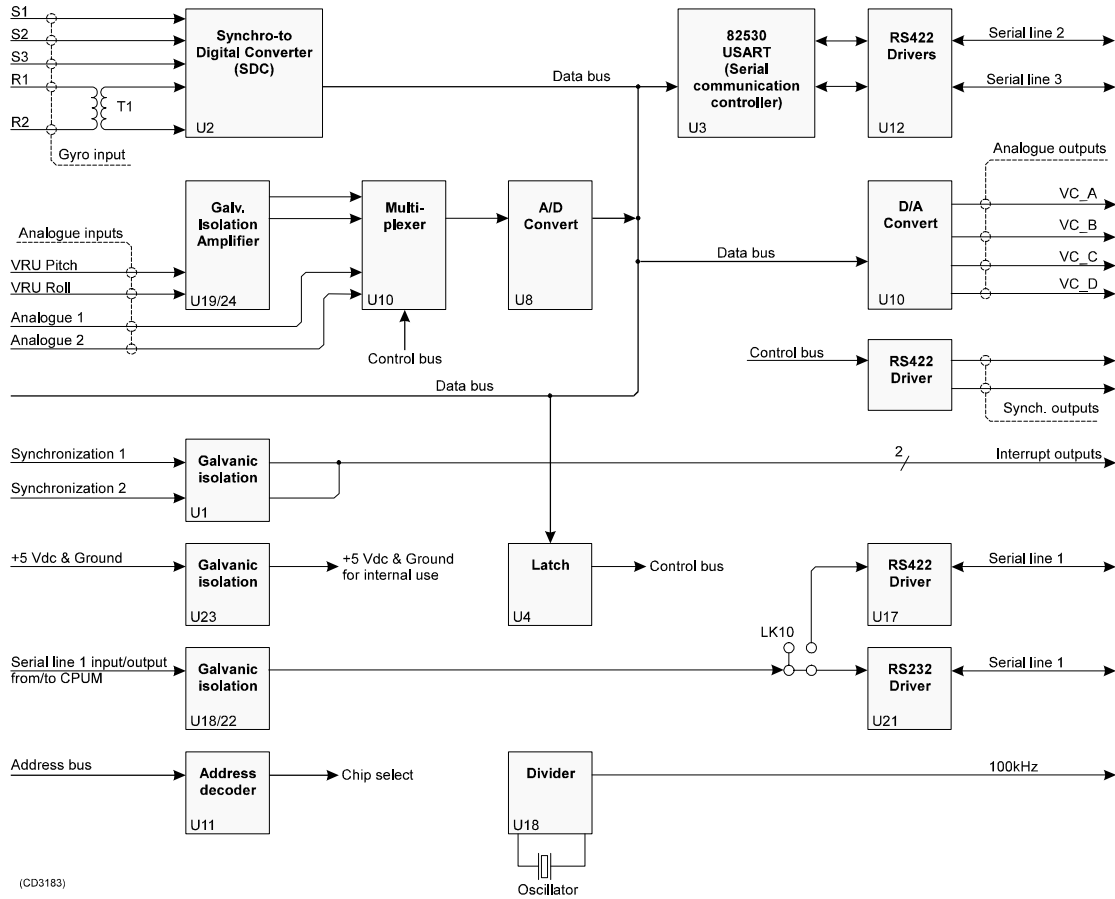 S1
S2
S3
R1
R2
T1
Gyro input
Synchro-to
Digital Converter
(SDC)
U2
Data bus
82530
USART
(Serial
communication
controller)
U3
RS422
Drivers
U12
Serial line 2
Serial line 3
Analogue inputs
VRU Pitch
VRU Roll
Analogue 1
Analogue 2
Galv.
Isolation
Amplifier
U19/24
Multi-
plexer
U10
Control bus
A/D
Convert
U8
Data bus
D/A
Convert
U10
Analogue outputs
VC_A
VC_B
VC_C
VC_D
Control bus
RS422
Driver
Synch. outputs
Data bus
Synchronization 1
Synchronization 2
Galvanic
isolation
U1
2
Interrupt outputs
+5 Vdc & Ground
Galvanic
isolation
U23
+5 Vdc & Ground
for internal use
Latch
U4
Control bus
RS422
Driver
U17
Serial line 1
LK10
Serial line 1 input/output
from/to CPUM
Galvanic
isolation
U18/22
RS232
Driver
U21
Serial line 1
Address bus
Address
decoder
U11
Chip select
Divider
U18
100kHz
Oscillator
(CD3183)